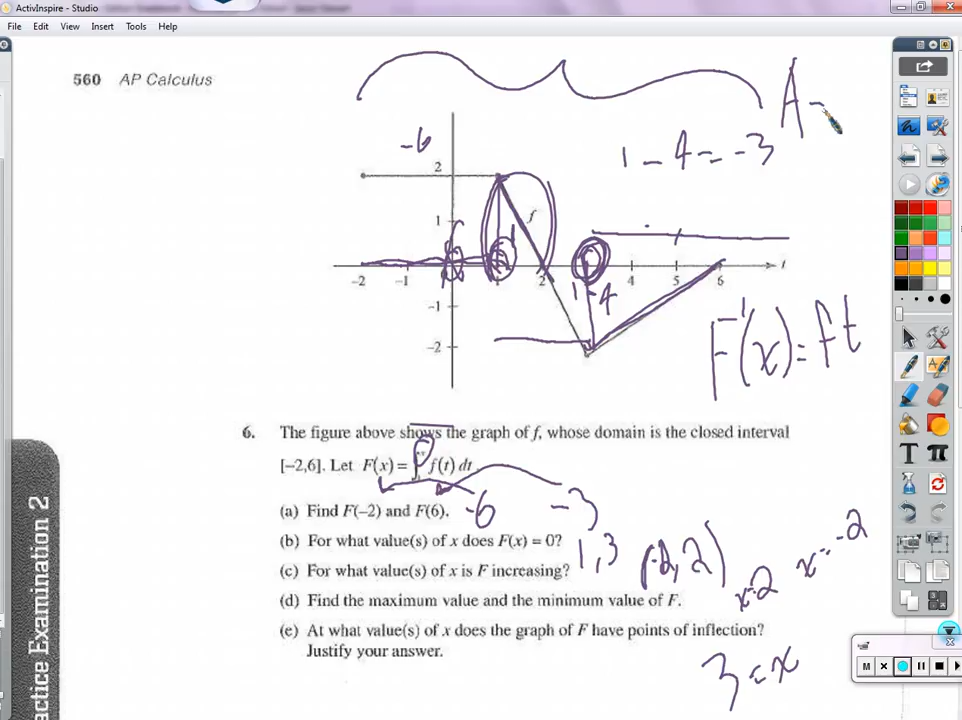 ActivInspire - Studio
File Edit View Insert Tools Help
560 AP Calculus
A -
-6
1 - 4 = -3
2
1
f
-2 -1 2 4 5 6 t
1 -4
-1
-2
F'(x) = ft
6. The figure above shows the graph of f, whose domain is the closed interval
[−2,6]. Let F(x) = f(t) dt.
(a) Find F(−2) and F(6). -6 -3
(b) For what value(s) of x does F(x) = 0? 1,3
(c) For what value(s) of x is F increasing? (-2, 2)
x=2 x=-2
(d) Find the maximum value and the minimum value of F.
(e) At what value(s) of x does the graph of F have points of inflection?
Justify your answer.
3 = x
actice Examination 2
T π
M